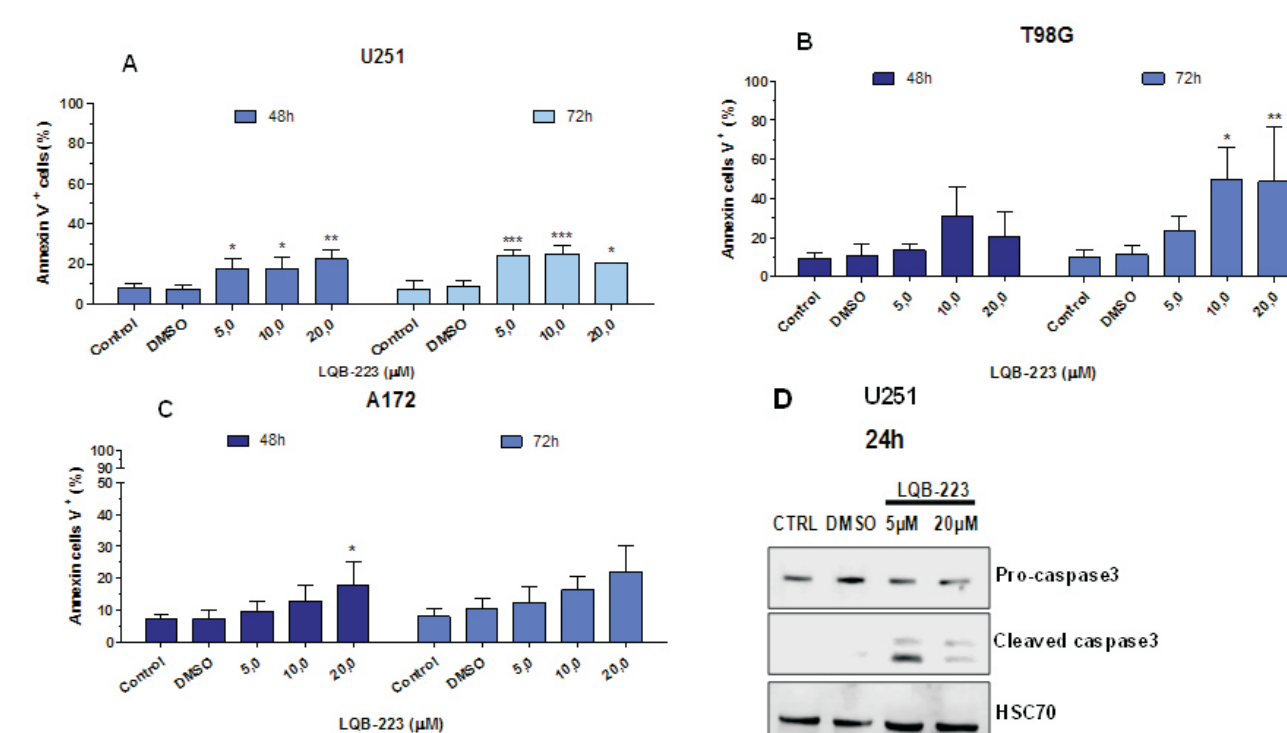 A
U251
48h
72h
Annexin V + cells (%)
100
80
60
40
20
0
* * ** *** *** *
Control DMSO 5,0 10,0 20,0 Control DMSO 5,0 10,0 20,0
LQB-223 (µM)
B
T98G
48h
72h
Annexin cells V + (%)
100
80
60
40
20
0
* **
Control DMSO 5,0 10,0 20,0 Control DMSO 5,0 10,0 20,0
LQB-223 (µM)
C
A172
48h
72h
Annexin cells V + (%)
100
90
50
40
30
20
10
0
*
Control DMSO 5,0 10,0 20,0 Control DMSO 5,0 10,0 20,0
LQB-223 (µM)
D
U251
24h
LQB-223
CTRL DMSO 5µM 20µM
Pro-caspase3
Cleaved caspase3
HSC70